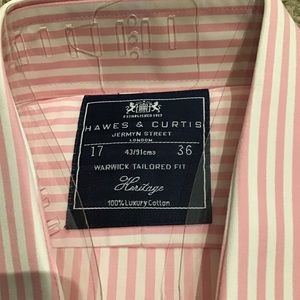 ESTABLISHED 1913
HAWES & CURTIS
JERMYN STREET
LONDON
17 43/91cms 36
WARWICK TAILORED FIT
Heritage
100% Luxury Cotton